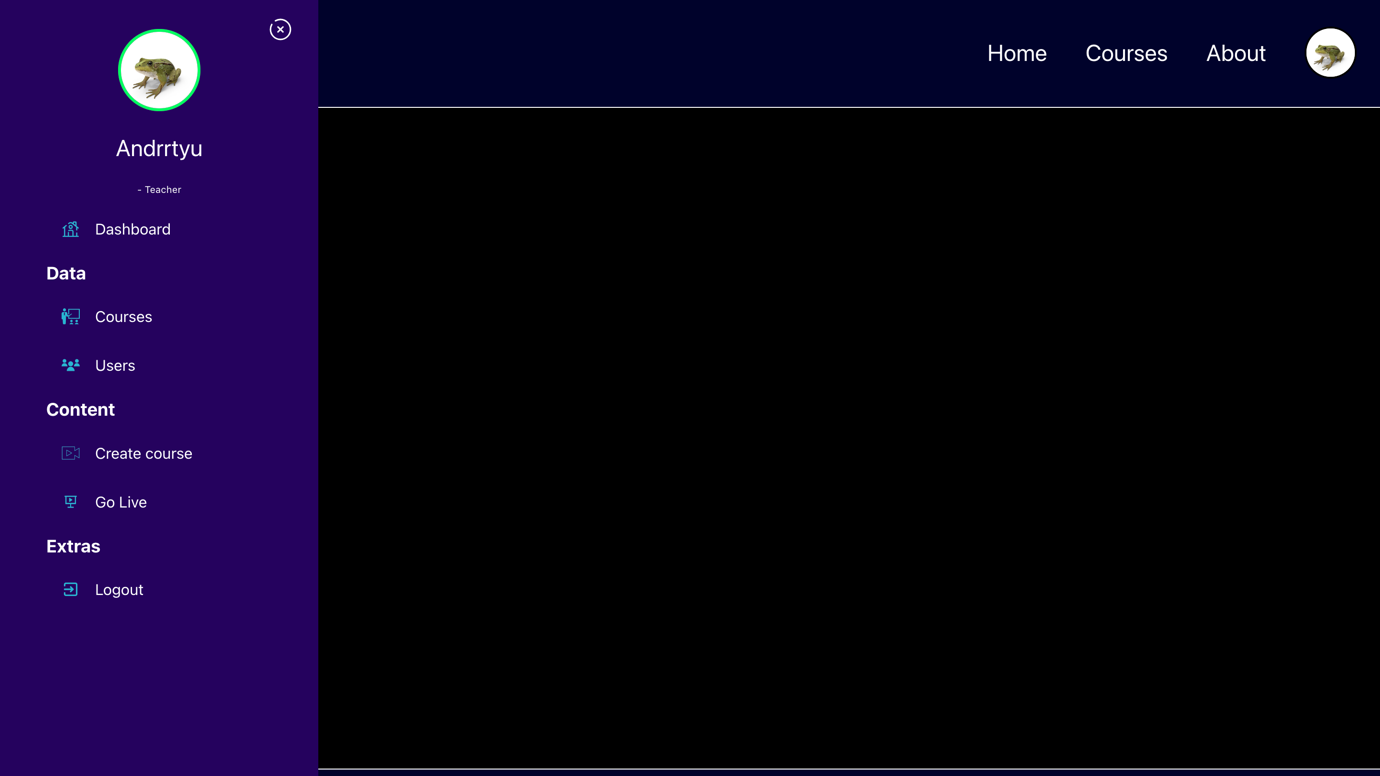 Andrrtyu
- Teacher
Dashboard
Data
Courses
Users
Content
Create course
Go Live
Extras
Logout
Home
Courses
About